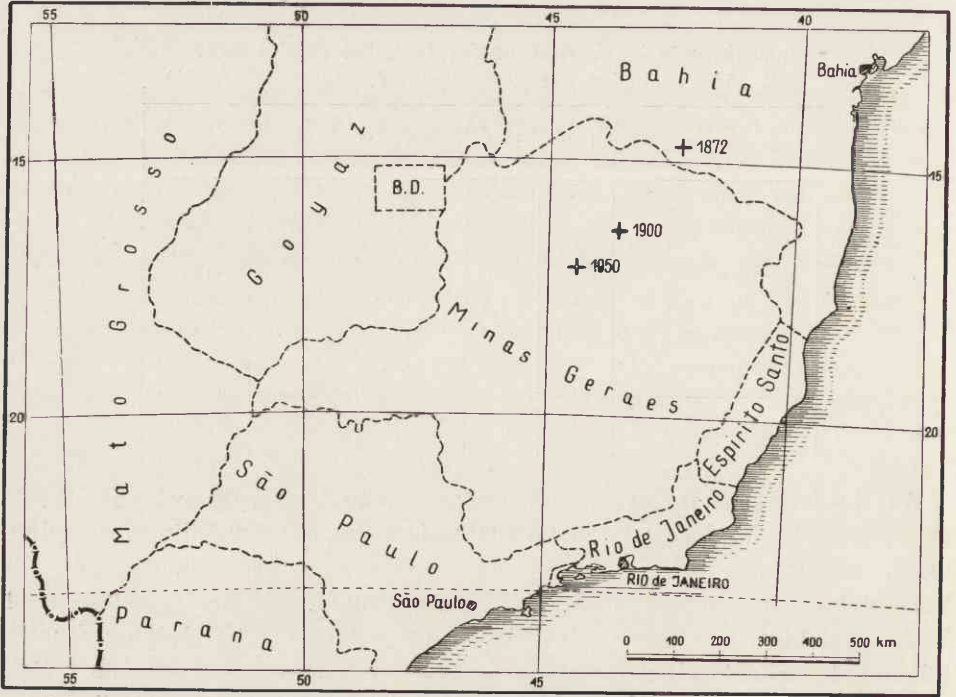 55 50 45 40
Bahia
Bahia
1872
15 15
Mato Grosso
Goyaz
B.D.
1900
1950
Minas Geraes
Espirito Santo
20 20
São Paulo
Rio de Janeiro
RIO de JANEIRO
São Paulo
Paraña
0 100 200 300 400 500 km
55 50 45